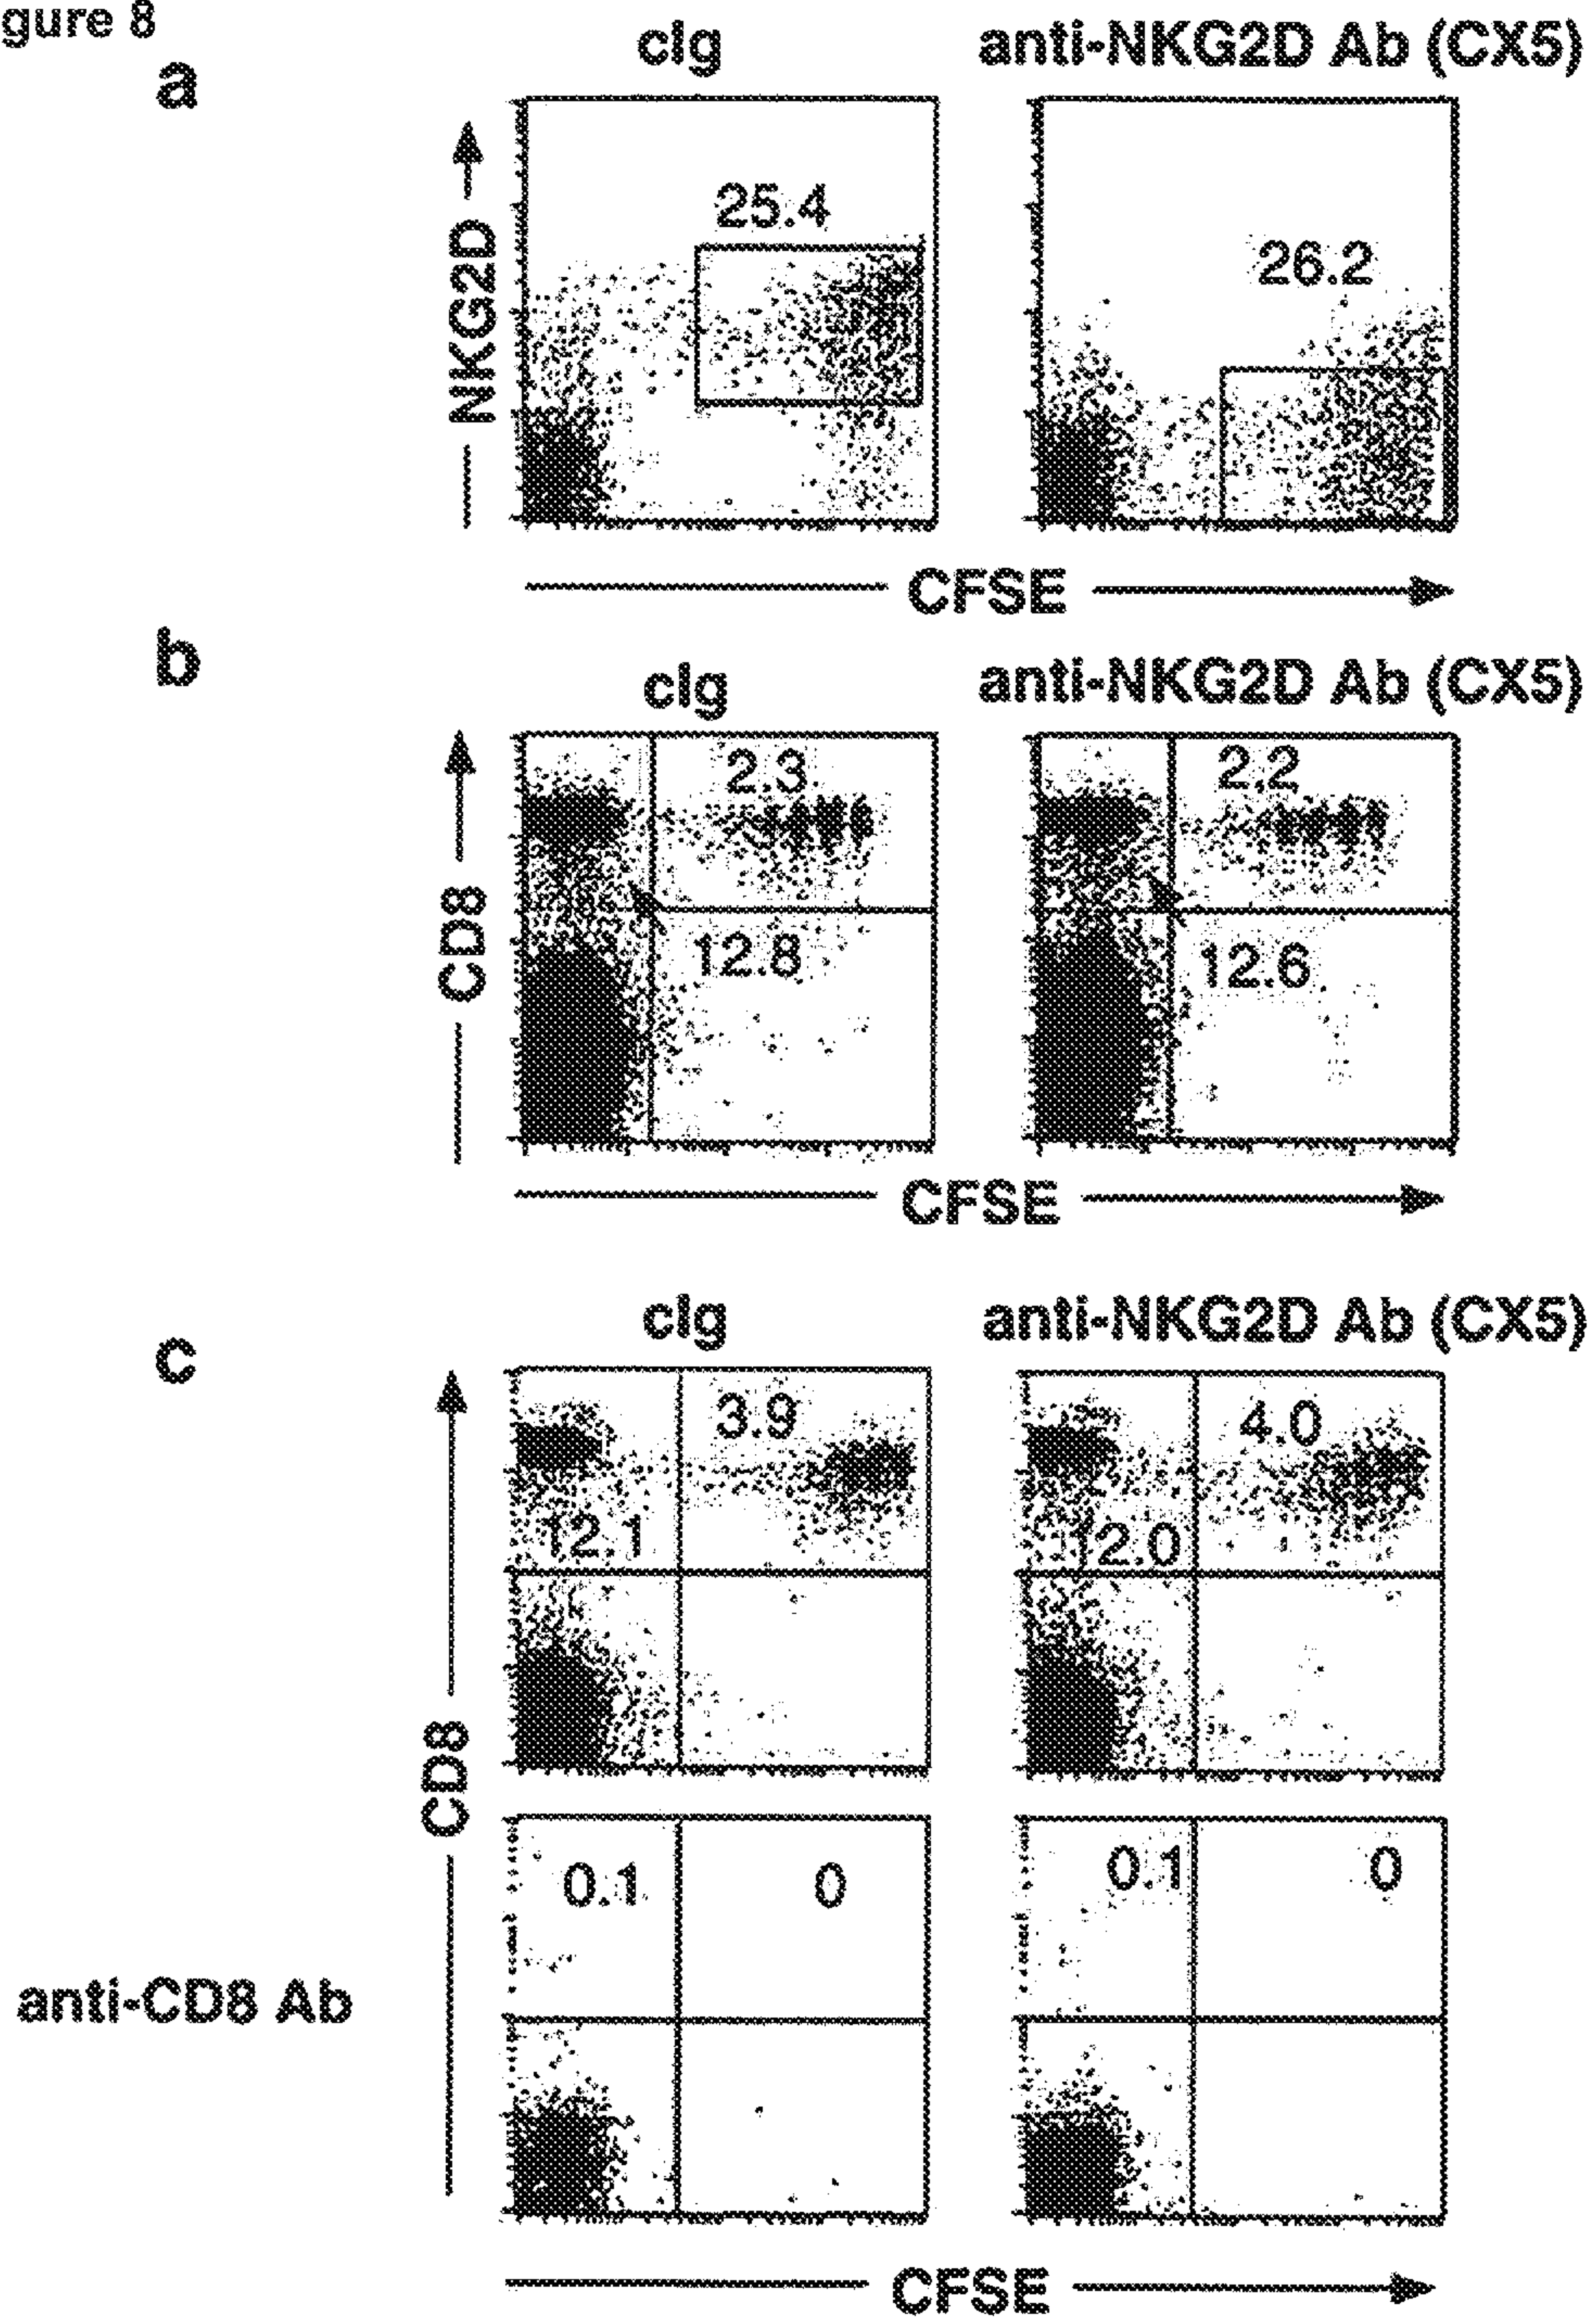 gure 8
a
cIg anti-NKG2D Ab (CX5)
25.4
26.2
NKG2D
CFSE
b
cIg anti-NKG2D Ab (CX5)
2.3 2.2
12.8 12.6
CD8
CFSE
c
cIg anti-NKG2D Ab (CX5)
3.9 4.0
12.1 12.0
CD8
0.1 0 0.1 0
anti-CD8 Ab
CFSE